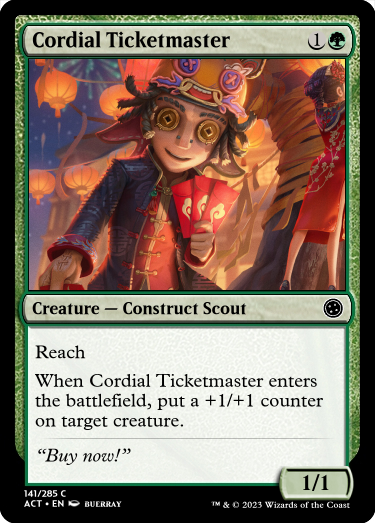 Cordial Ticketmaster 1
Creature — Construct Scout
Reach
When Cordial Ticketmaster enters
the battlefield, put a +1/+1 counter
on target creature.
“Buy now!”
1/1
141/285 C
ACT • EN BUERRAY
™ & © 2023 Wizards of the Coast